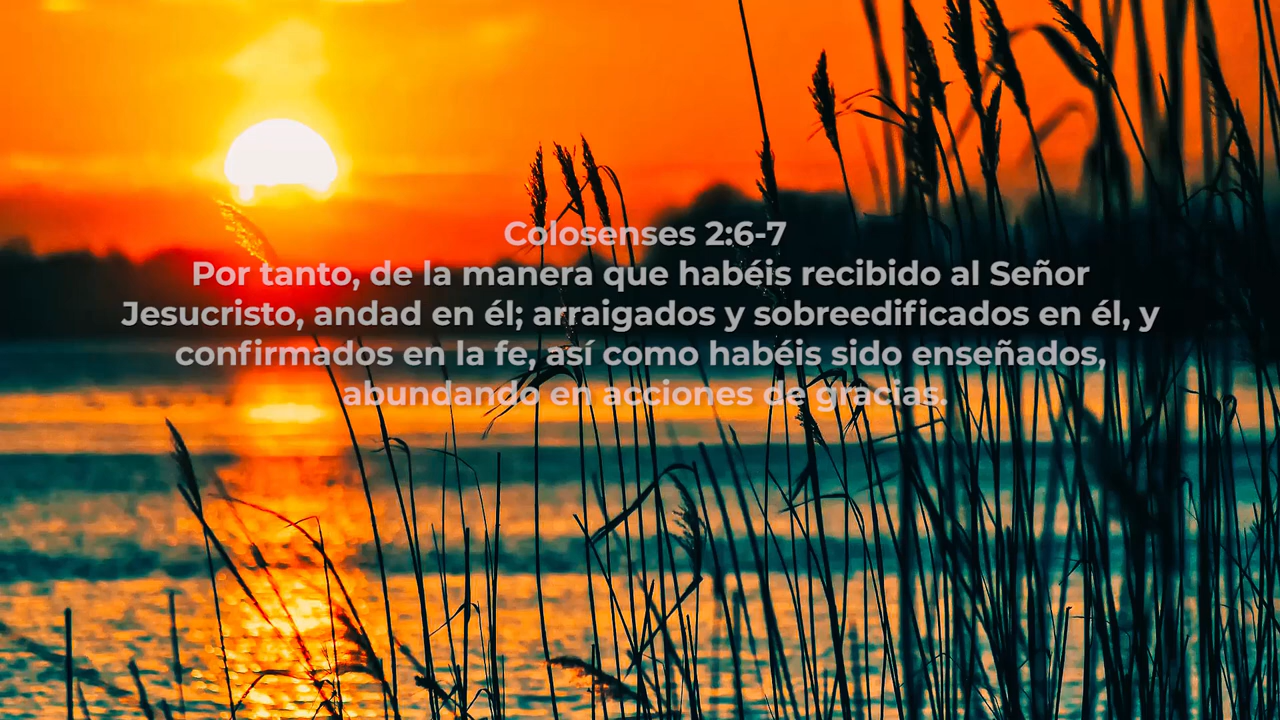 Colosenses 2:6-7
Por tanto, de la manera que habéis recibido al Señor
Jesucristo, andad en él; arraigados y sobreedificados en él, y
confirmados en la fe, así como habéis sido enseñados,
abundando en acciones de gracias.